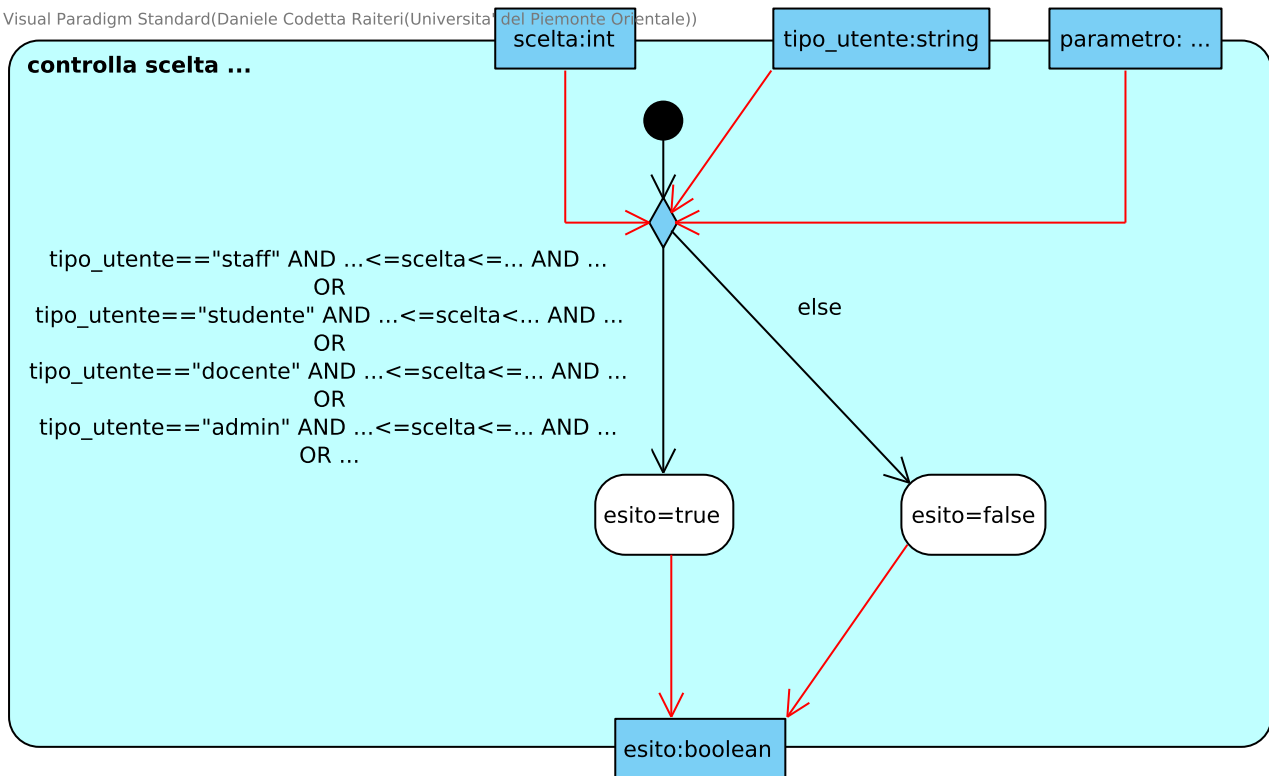 Visual Paradigm Standard(Daniele Codetta Raiteri(Universita' del Piemonte Orientale))
scelta:int
tipo_utente:string
parametro: ...
controlla scelta ...
tipo_utente=="staff" AND ...<=scelta<=... AND ...
OR
tipo_utente=="studente" AND ...<=scelta<... AND ...
OR
tipo_utente=="docente" AND ...<=scelta<=... AND ...
OR
tipo_utente=="admin" AND ...<=scelta<=... AND ...
OR ...
else
esito=true
esito=false
esito:boolean